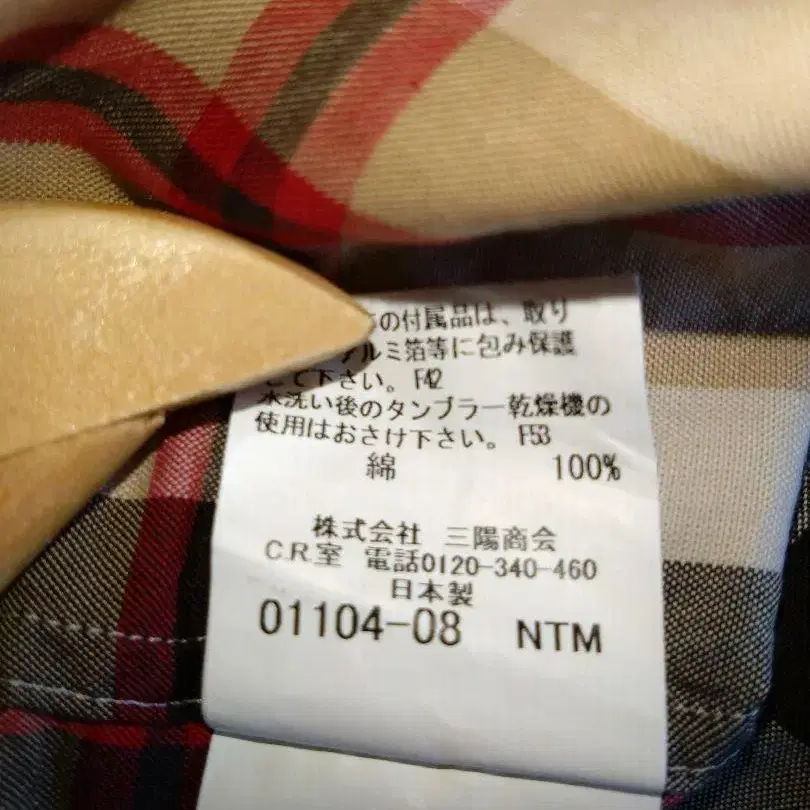 の付属品は、取り
ルミ箔等に包み保護
て下さい。F42
水洗い後のタンブラー乾燥機の
使用はおさけ下さい。F53
綿 100%
株式会社 三陽商会
C.R.室 電話0120-340-460
日本製
01104-08 NTM